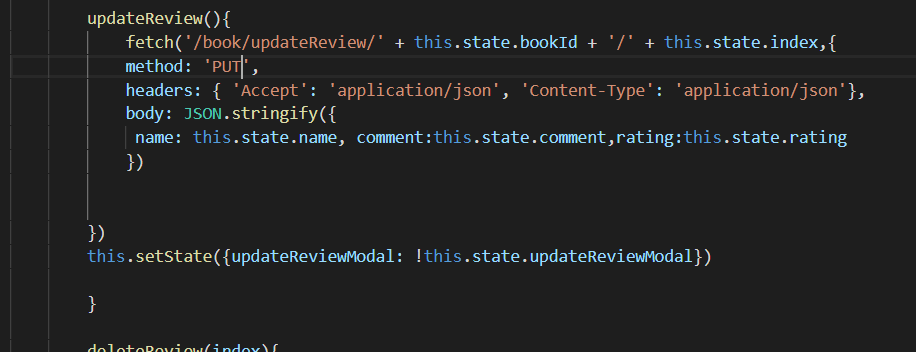 updateReview(){
fetch('/book/updateReview/' + this.state.bookId + '/' + this.state.index,{
method: 'PUT',
headers: { 'Accept': 'application/json', 'Content-Type': 'application/json'},
body: JSON.stringify({
name: this.state.name, comment:this.state.comment,rating:this.state.rating
})
})
this.setState({updateReviewModal: !this.state.updateReviewModal})
}
deleteReview(index){